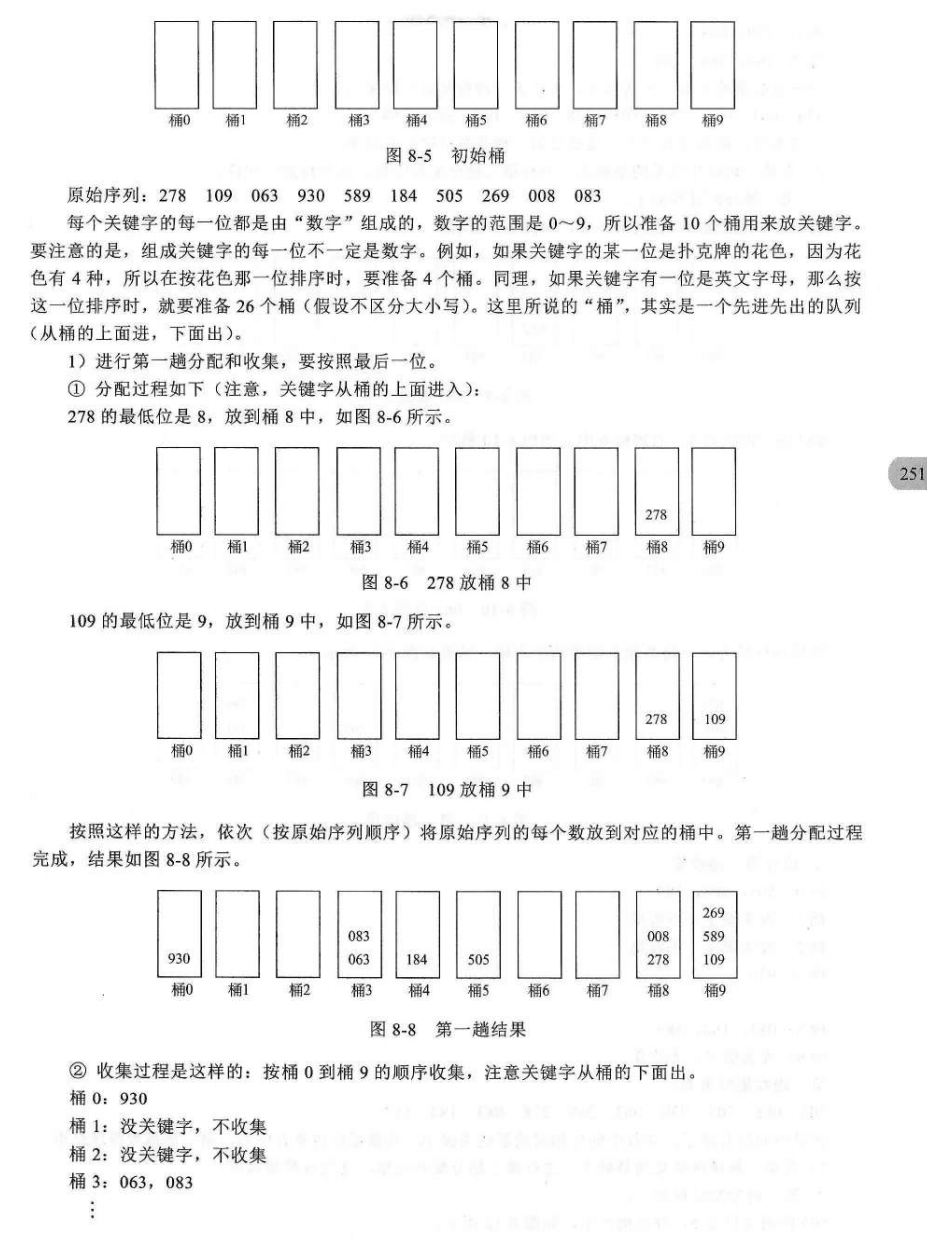 桶0 桶1 桶2 桶3 桶4 桶5 桶6 桶7 桶8 桶9
图 8-5 初始桶
原始序列：278 109 063 930 589 184 505 269 008 083
每个关键字的每一位都是由“数字”组成的，数字的范围是 0～9，所以准备 10 个桶用来放关键字。
要注意的是，组成关键字的每一位不一定是数字。例如，如果关键字的某一位是扑克牌的花色，因为花
色有 4 种，所以在按花色那一位排序时，要准备 4 个桶。同理，如果关键字有一位是英文字母，那么按
这一位排序时，就要准备 26 个桶（假设不区分大小写）。这里所说的“桶”，其实是一个先进先出的队列
（从桶的上面进，下面出）。
1）进行第一趟分配和收集，要按照最后一位。
① 分配过程如下（注意，关键字从桶的上面进入）：
278 的最低位是 8，放到桶 8 中，如图 8-6 所示。
251
278
桶0 桶1 桶2 桶3 桶4 桶5 桶6 桶7 桶8 桶9
图 8-6 278 放桶 8 中
109 的最低位是 9，放到桶 9 中，如图 8-7 所示。
278 109
桶0 桶1 桶2 桶3 桶4 桶5 桶6 桶7 桶8 桶9
图 8-7 109 放桶 9 中
按照这样的方法，依次（按原始序列顺序）将原始序列的每个数放到对应的桶中。第一趟分配过程
完成，结果如图 8-8 所示。
269
083 008 589
930 063 184 505 278 109
桶0 桶1 桶2 桶3 桶4 桶5 桶6 桶7 桶8 桶9
图 8-8 第一趟结果
② 收集过程是这样的：按桶 0 到桶 9 的顺序收集，注意关键字从桶的下面出。
桶 0：930
桶 1：没关键字，不收集
桶 2：没关键字，不收集
桶 3：063，083
⋮